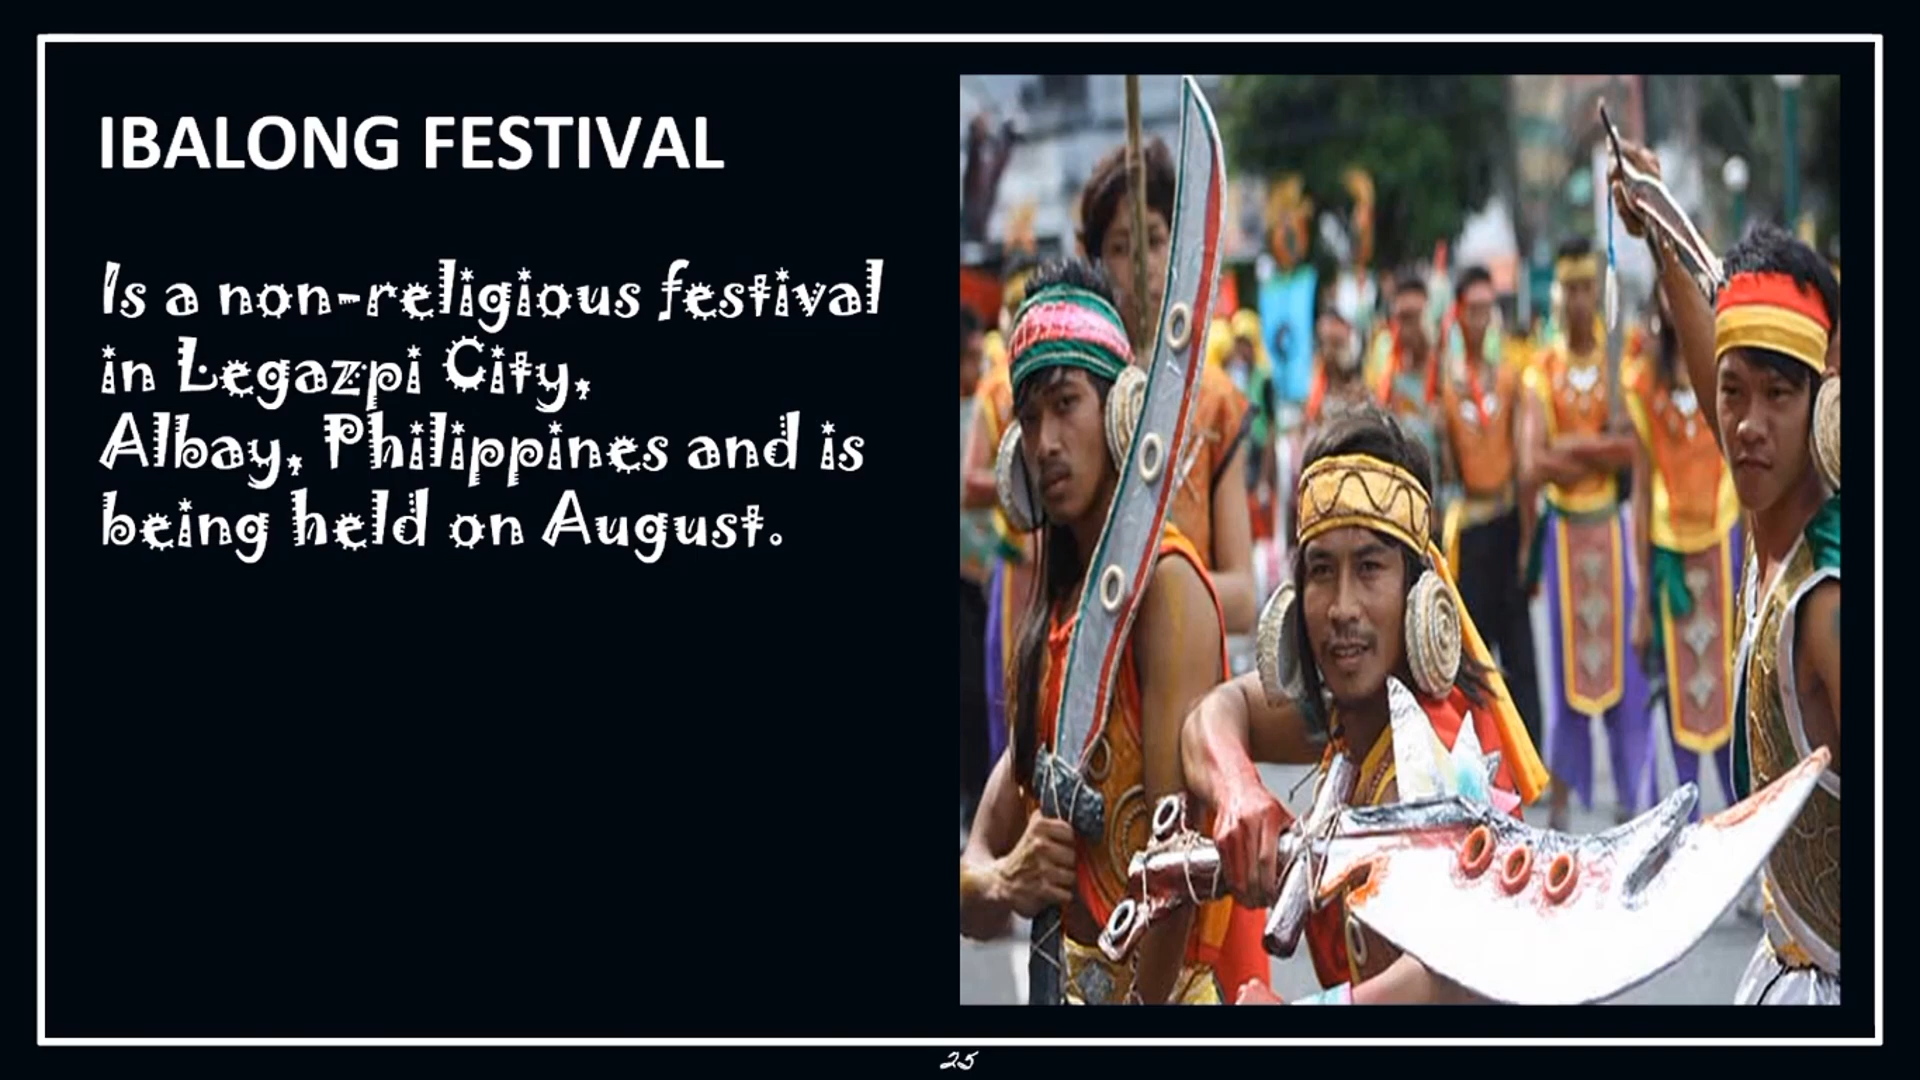 IBALONG FESTIVAL
Is a non-religious festival
in Legazpi City,
Albay, Philippines and is
being held on August.
25